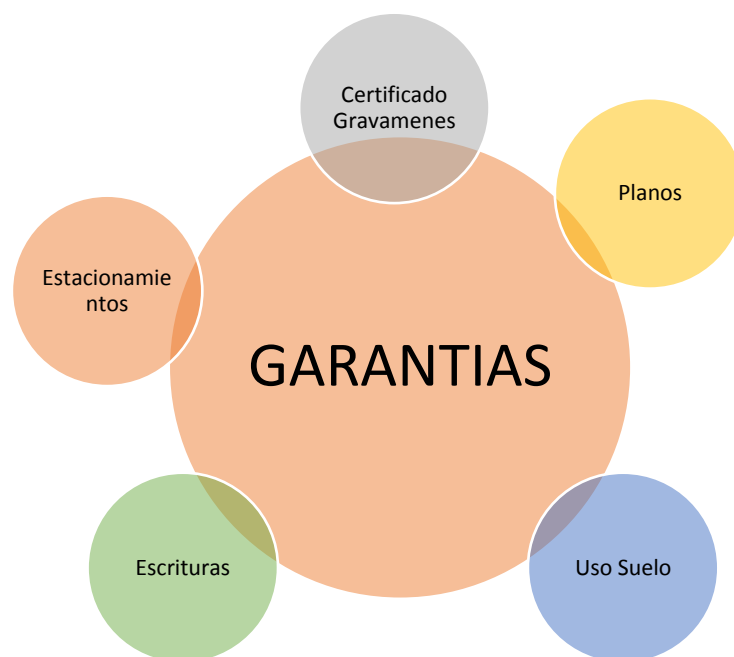 Certificado
Gravamenes
Planos
Estacionamie
ntos
GARANTIAS
Escrituras
Uso Suelo